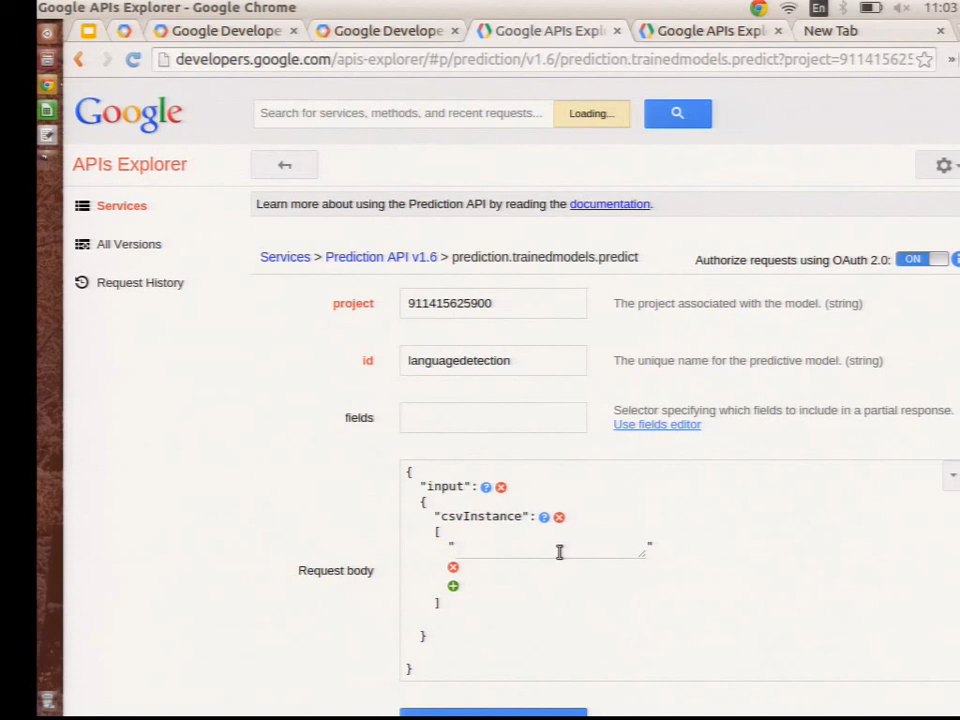 Google APIs Explorer - Google Chrome
En
11:03
Google Develope ×
Google Develope ×
Google APIs Expl ×
Google APIs Expl ×
New Tab ×
developers.google.com/apis-explorer/#p/prediction/v1.6/prediction.trainedmodels.predict?project=91141562
»
Google
Search for services, methods, and recent requests...
Loading...
APIs Explorer
Learn more about using the Prediction API by reading the documentation.
Services
All Versions
Request History
Services > Prediction API v1.6 > prediction.trainedmodels.predict
Authorize requests using OAuth 2.0: ON
project
911415625900
The project associated with the model. (string)
id
languagedetection
The unique name for the predictive model. (string)
fields
Selector specifying which fields to include in a partial response.
Use fields editor
Request body
{
"input":
{
"csvInstance":
[
" "
]
}
}